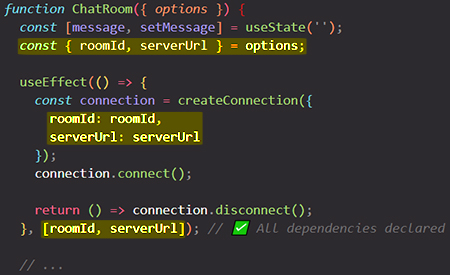 function ChatRoom({ options }) {
const [message, setMessage] = useState('');
const { roomId, serverUrl } = options;
useEffect(() => {
const connection = createConnection({
roomId: roomId,
serverUrl: serverUrl
});
connection.connect();
return () => connection.disconnect();
}, [roomId, serverUrl]); // ✅ All dependencies declared
// ...